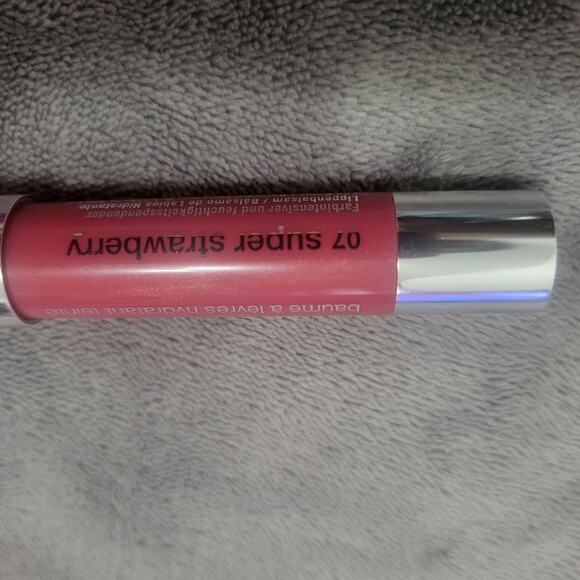 baume à lèvres hydratant teinté
07 super strawberry
Farbintensiver und feuchtigkeitsspendender
Lippenbalsam / Bálsamo de Labios Hidratante